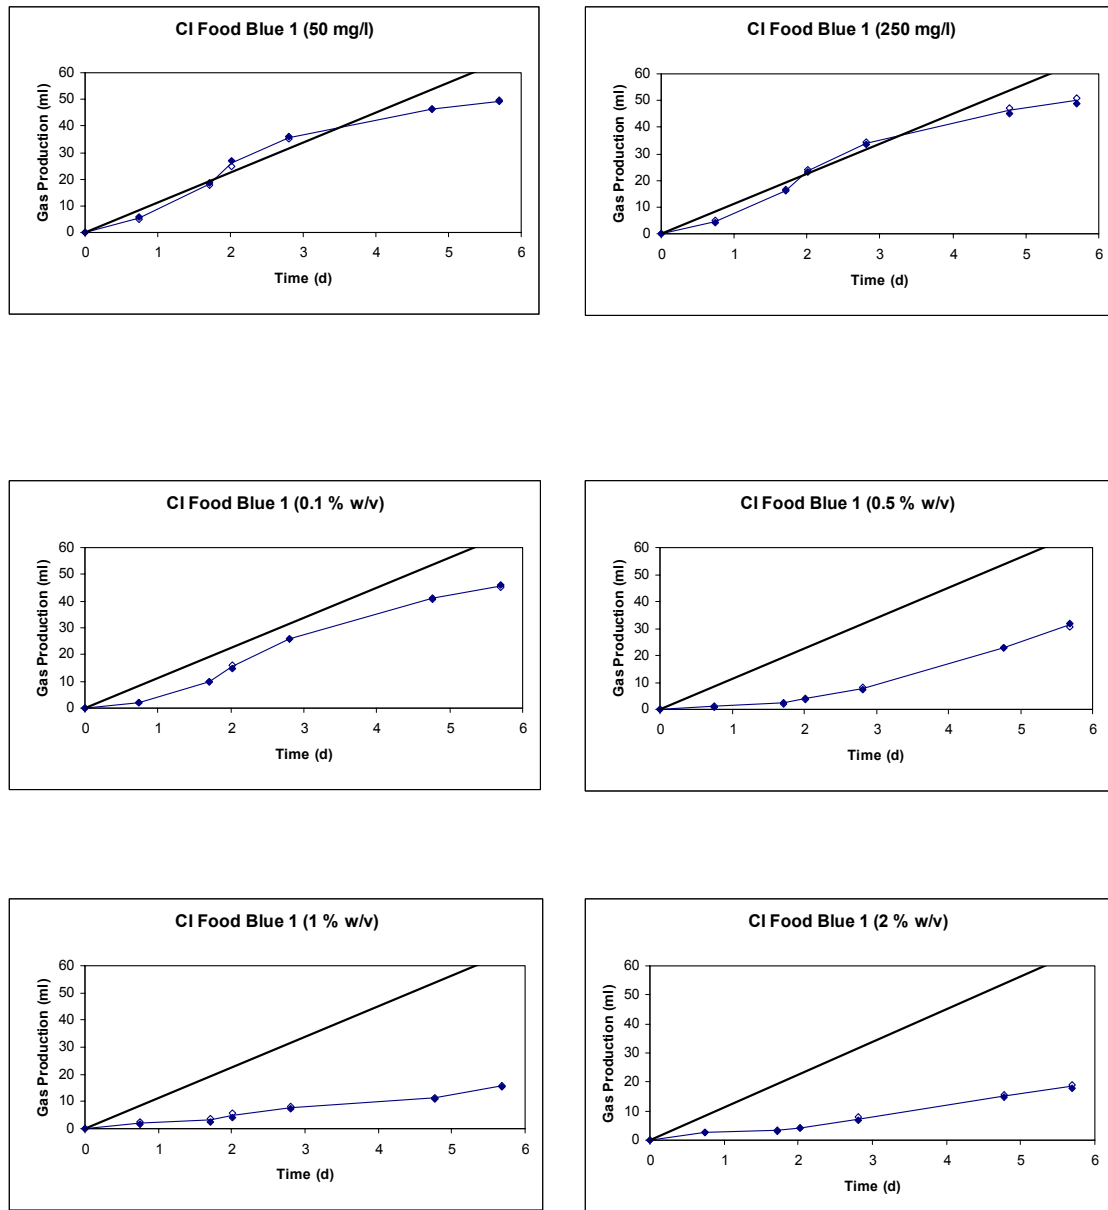 CI Food Blue 1 (50 mg/l)
Gas Production (ml)
60
50
40
30
20
10
0
0 1 2 3 4 5 6
Time (d)
CI Food Blue 1 (250 mg/l)
Gas Production (ml)
60
50
40
30
20
10
0
0 1 2 3 4 5 6
Time (d)
CI Food Blue 1 (0.1 % w/v)
Gas Production (ml)
60
50
40
30
20
10
0
0 1 2 3 4 5 6
Time (d)
CI Food Blue 1 (0.5 % w/v)
Gas Production (ml)
60
50
40
30
20
10
0
0 1 2 3 4 5 6
Time (d)
CI Food Blue 1 (1 % w/v)
Gas Production (ml)
60
50
40
30
20
10
0
0 1 2 3 4 5 6
Time (d)
CI Food Blue 1 (2 % w/v)
Gas Production (ml)
60
50
40
30
20
10
0
0 1 2 3 4 5 6
Time (d)